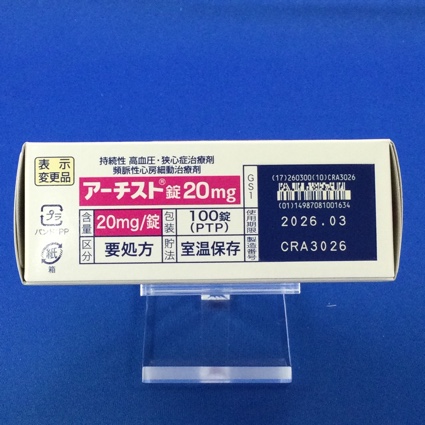 表示
変更品
持続性 高血圧・狭心症治療剤
頻脈性心房細動治療剤
アーチスト®錠20mg
含量 20mg/錠 包装 100錠
(PTP)
区分 要処方 貯法 室温保存
プラ
バンド:PP
紙
箱
GS1
(17)260300(10)CRA3026
(01)14987081001634
使用期限 2026.03
製造番号 CRA3026